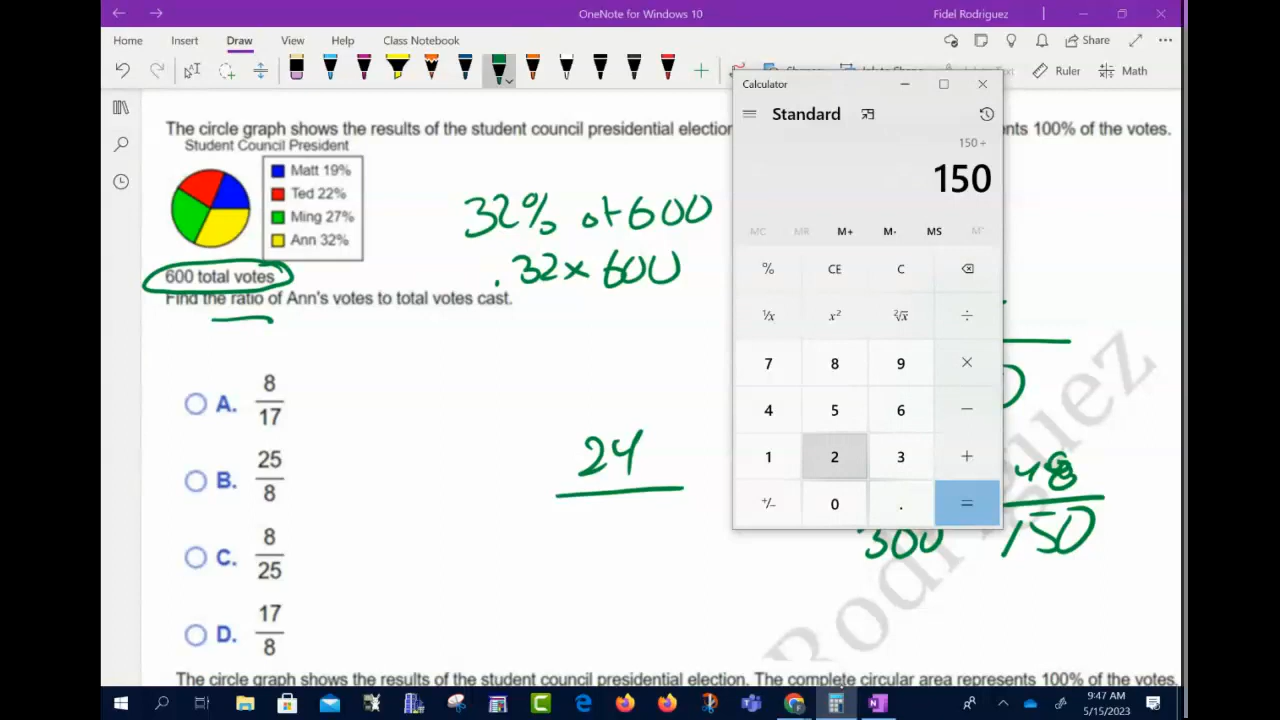 OneNote for Windows 10
Fidel Rodriguez
Home Insert Draw View Help Class Notebook
Share
Ruler
Math
The circle graph shows the results of the student council presidential election
nts 100% of the votes.
Student Council President
Matt 19%
Ted 22%
Ming 27%
Ann 32%
600 total votes
Find the ratio of Ann's votes to total votes cast.
32% of 600
.32 x 600
A. 8
17
B. 25
8
C. 8
25
D. 17
8
24
48
300
150
Calculator
Standard
150 ÷
150
MC MR M+ M- MS
% CE C
¹/x x² ²√x ÷
7 8 9 ×
4 5 6 −
1 2 3 +
+/− 0 . =
Rodriguez
The circle graph shows the results of the student council presidential election. The complete circular area represents 100% of the votes.
9:47 AM
5/15/2023